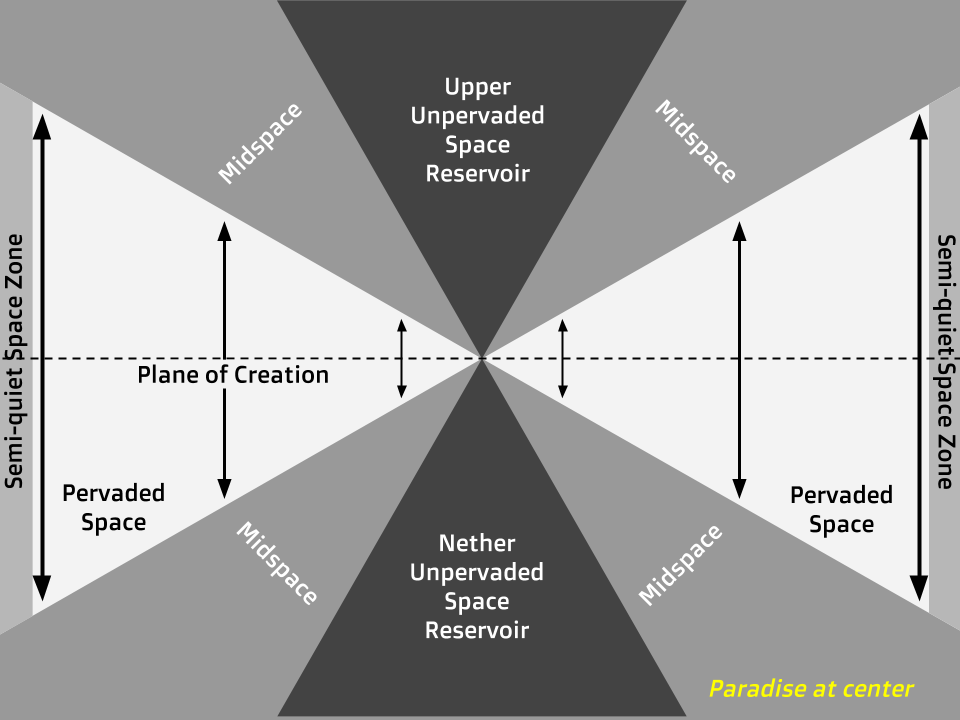 Upper
Unpervaded
Space
Reservoir
Midspace
Midspace
Semi-quiet Space Zone
Semi-quiet Space Zone
Plane of Creation
Pervaded
Space
Pervaded
Space
Midspace
Midspace
Nether
Unpervaded
Space
Reservoir
Paradise at center